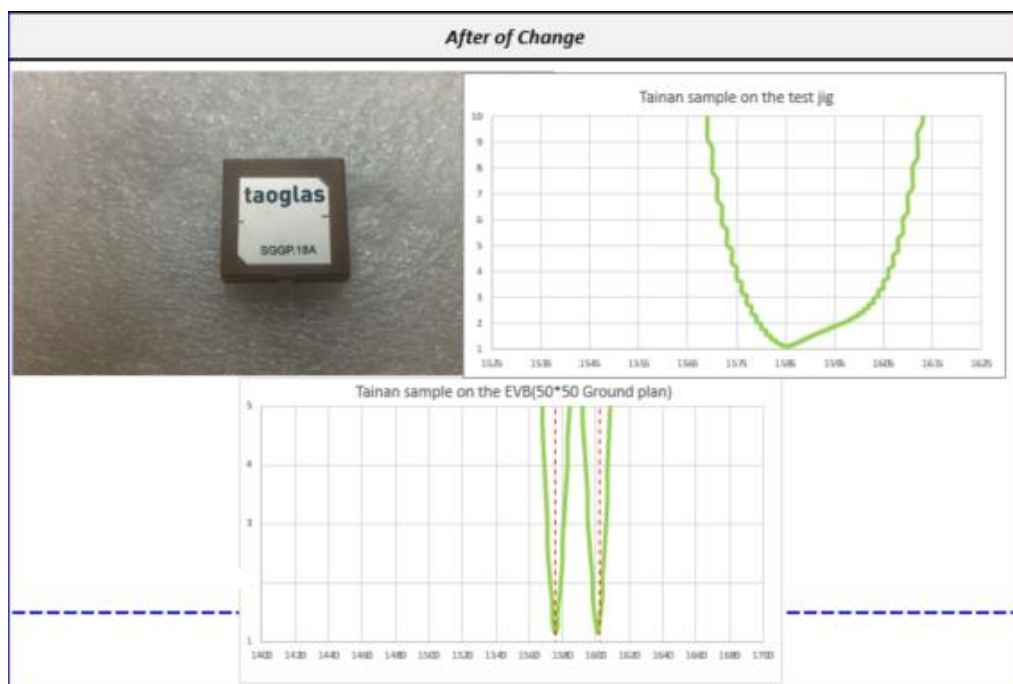 After of Change
taoglas
SGGP.18A
Tainan sample on the test jig
10
9
8
7
6
5
4
3
2
1
1525 1535 1545 1555 1565 1575 1585 1595 1605 1615 1625
Tainan sample on the EVB(50*50 Ground plan)
5
4
3
1
1400 1420 1440 1460 1480 1500 1520 1540 1560 1580 1600 1620 1640 1660 1680 1700